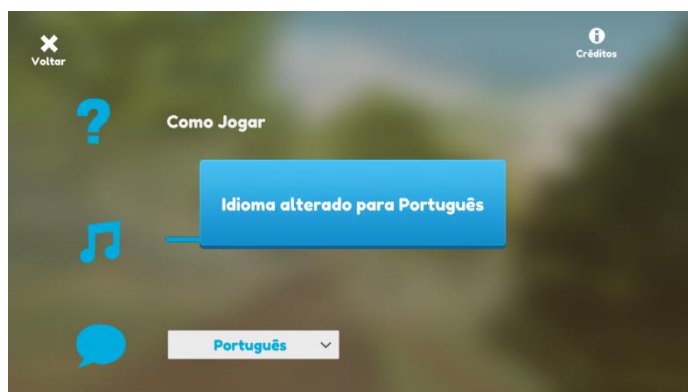 Voltar
Créditos
Como Jogar
Idioma alterado para Português
Português